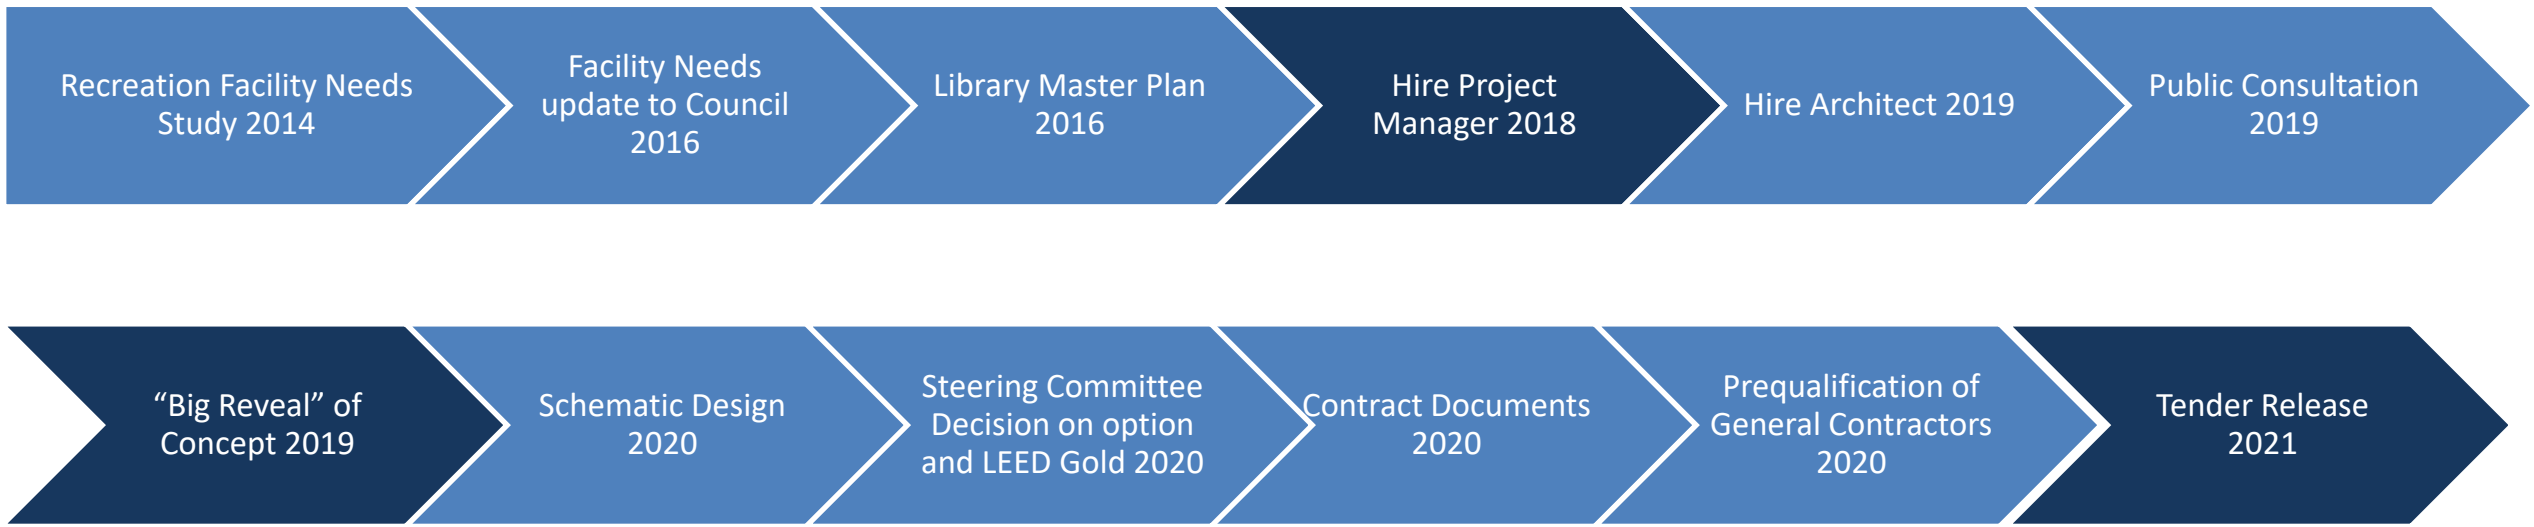 Recreation Facility Needs
Study 2014
Facility Needs
update to Council
2016
Library Master Plan
2016
Hire Project
Manager 2018
Hire Architect 2019
Public Consultation
2019
“Big Reveal” of
Concept 2019
Schematic Design
2020
Steering Committee
Decision on option
and LEED Gold 2020
Contract Documents
2020
Prequalification of
General Contractors
2020
Tender Release
2021